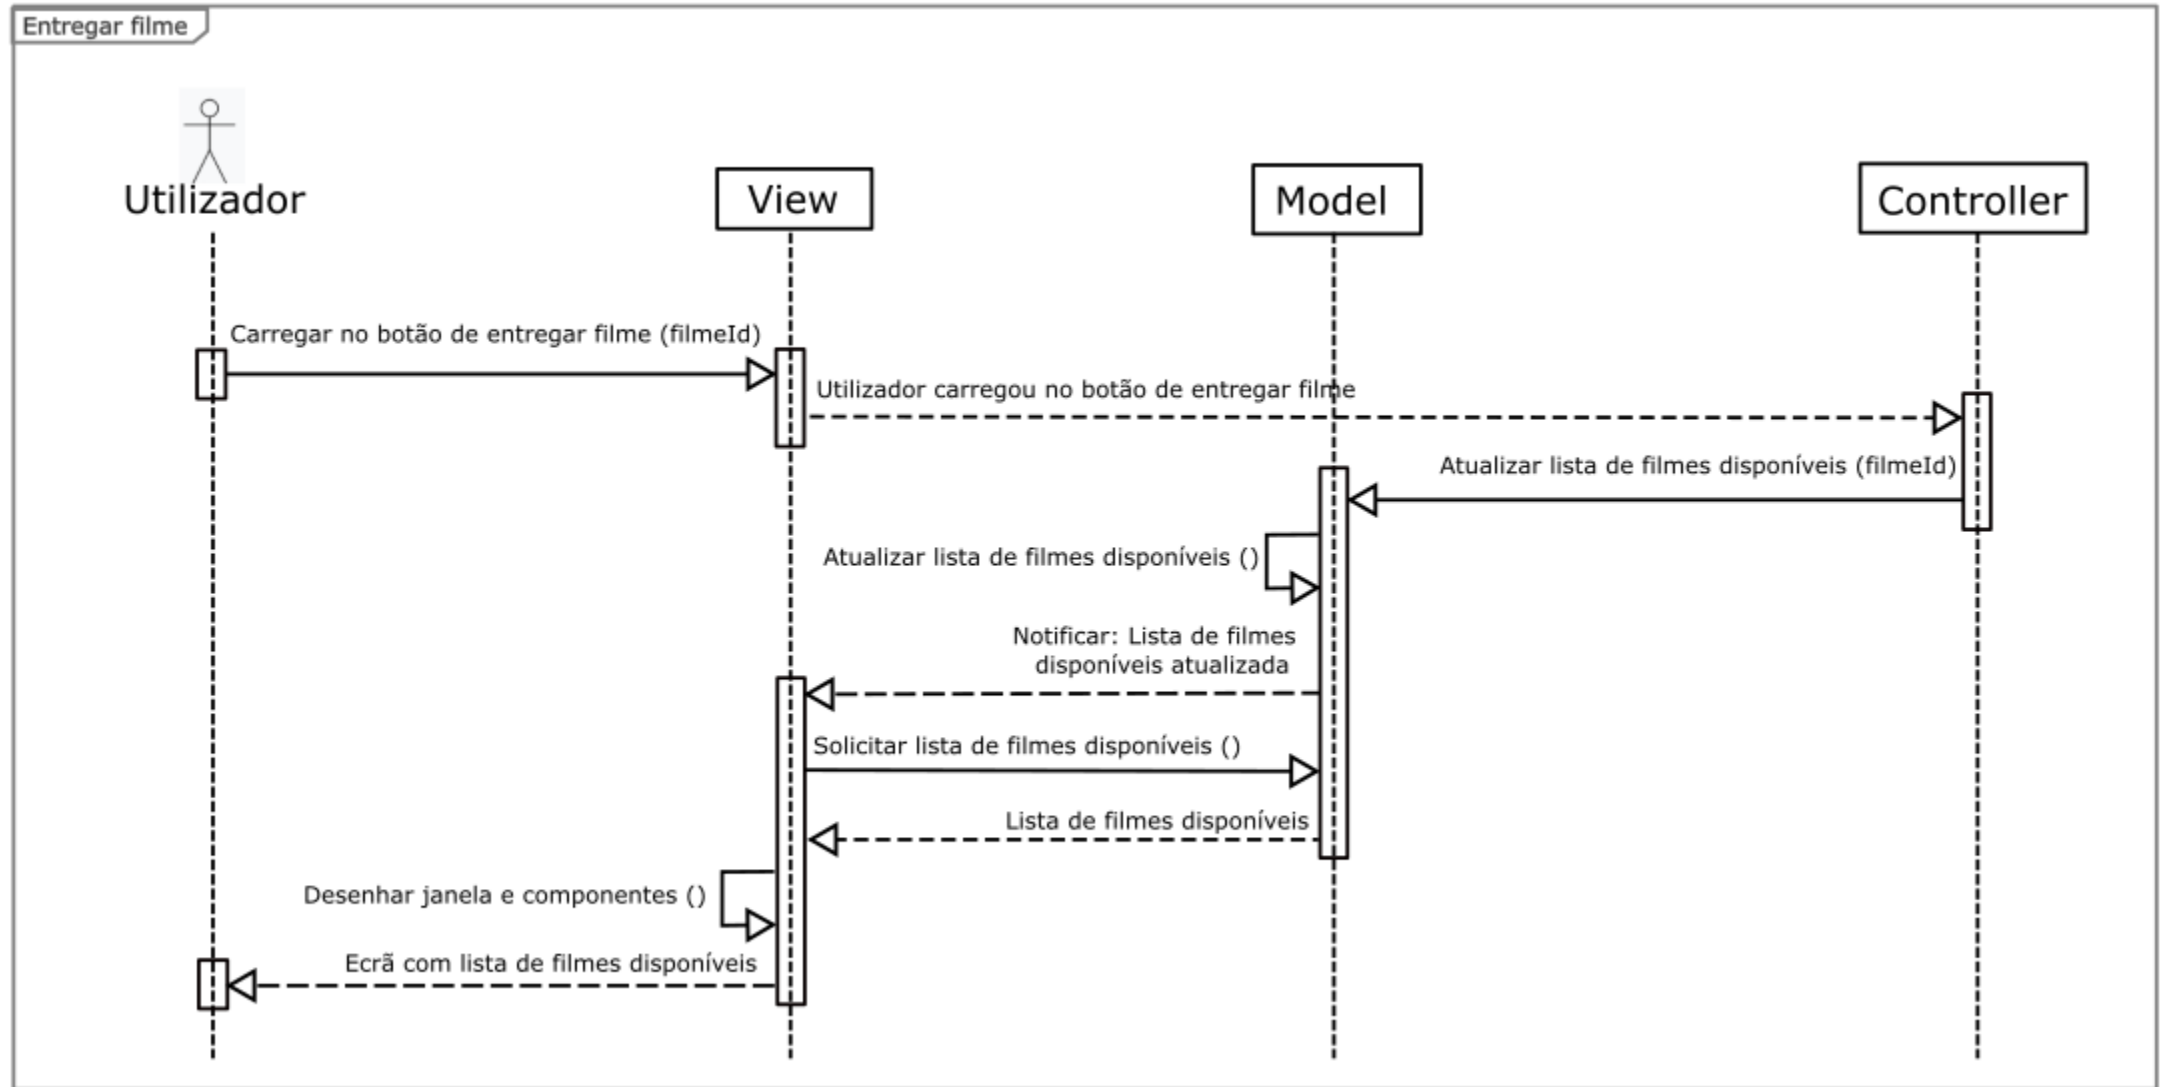 Entregar filme
Utilizador
View
Model
Controller
Carregar no botão de entregar filme (filmeId)
Utilizador carregou no botão de entregar filme
Atualizar lista de filmes disponíveis (filmeId)
Atualizar lista de filmes disponíveis ()
Notificar: Lista de filmes
disponíveis atualizada
Solicitar lista de filmes disponíveis ()
Lista de filmes disponíveis
Desenhar janela e componentes ()
Ecrã com lista de filmes disponíveis